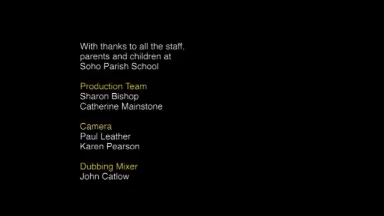 With thanks to all the staff,
parents and children at
Soho Parish School
Production Team
Sharon Bishop
Catherine Mainstone
Camera
Paul Leather
Karen Pearson
Dubbing Mixer
John Catlow